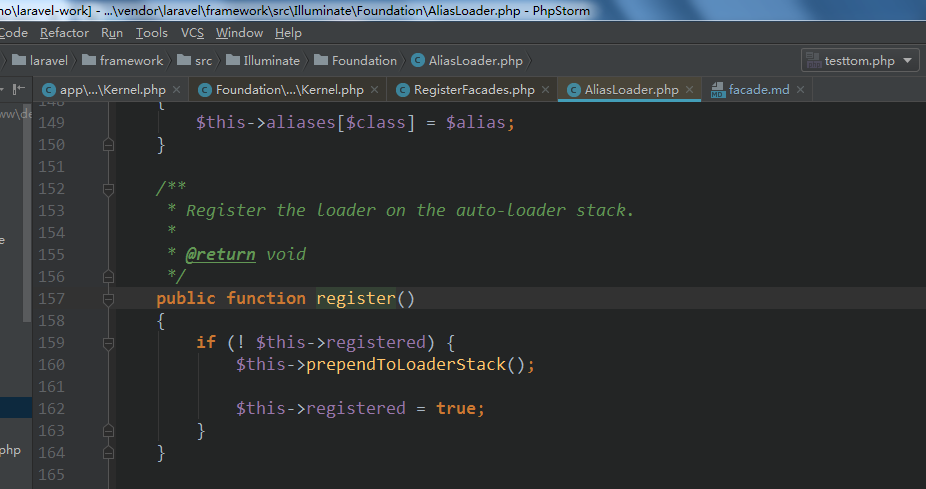 no\laravel-work] - ...\vendor\laravel\framework\src\Illuminate\Foundation\AliasLoader.php - PhpStorm
Code Refactor Run Tools VCS Window Help
laravel framework src Illuminate Foundation AliasLoader.php testtom.php
app\...\Kernel.php Foundation\...\Kernel.php RegisterFacades.php AliasLoader.php facade.md
148 {
149 $this->aliases[$class] = $alias;
150 }
151
152 /**
153 * Register the loader on the auto-loader stack.
154 *
155 * @return void
156 */
157 public function register()
158 {
159 if (! $this->registered) {
160 $this->prependToLoaderStack();
161
162 $this->registered = true;
163 }
164 }
165
ww\de
e
php